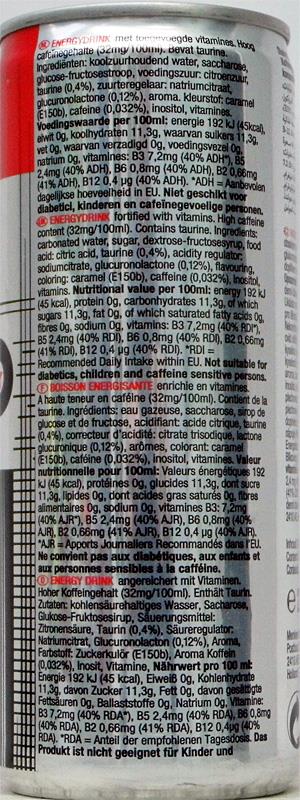 NL ENERGYDRINK met toegevoegde vitamines. Hoog
cafeïnegehalte (32mg/100ml). Bevat taurine.
Ingrediënten: koolzuurhoudend water, saccharose,
glucose-fructosestroop, voedingszuur: citroenzuur,
taurine (0,4%), zuurteregelaar: natriumcitraat,
glucuronolactone (0,12%), aroma. Kleurstof: caramel
(E150b), cafeïne (0,032%), inositol, vitamines.
Voedingswaarde per 100ml: energie 192 kJ (45kcal),
eiwit 0g, koolhydraten 11,3g, waarvan suikers 11,3g,
vet 0g, waarvan verzadigd 0g, voedingsvezel 0g,
natrium 0g, vitamines: B3 7,2mg (40% ADH*), B5
2,4mg (40% ADH), B6 0,8mg (40% ADH), B2 0,66mg
(41% ADH), B12 0,4 µg (40% ADH). *ADH = Aanbevolen
dagelijkse hoeveelheid in EU. Niet geschikt voor
diabetici, kinderen en cafeïnegevoelige personen.
ENERGYDRINK fortified with vitamins. High caffeine
content (32mg/100ml). Contains taurine. Ingredients:
carbonated water, sugar, dextrose-fructosesyrup, food
acid: citric acid, taurine (0,4%), acidity regulator:
sodiumcitrate, glucuronolactone (0,12%), flavouring,
coloring: caramel (E150b), caffeine (0,032%), inositol,
vitamins. Nutritional value per 100ml: energy 192 kJ
(45 kcal), protein 0g, carbonhydrates 11,3g, of which
sugars 11,3g, fat 0g, of which saturated fatty acids 0g,
fibres 0g, sodium 0g, vitamins: B3 7,2mg (40% RDI*),
B5 2,4mg (40% RDI), B6 0,8mg (40% RDI), B2 0,66mg
(41% RDI), B12 0,4 µg (40% RDI). *RDI =
Recommended Daily Intake within EU. Not suitable for
diabetics, children and caffeine sensitive persons.
F BOISSON ENERGISANTE enrichie en vitamines.
A haute teneur en caféine (32mg/100ml). Contient de la
taurine. Ingrédients: eau gazeuse, saccharose, sirop de
glucose et de fructose, acidifiant: acide citrique, taurine
(0,4%), correcteur d'acidité: citrate trisodique, lactone
glucuronique (0,12%), arômes, colorant: caramel
(E150b), caféine (0,032%), inositol, vitamines. Valeur
nutritionnelle pour 100ml: Valeurs énergétiques 192
kJ (45 kcal), protéines 0g, glucides 11,3g, dont sucre
11,3g, lipides 0g, dont acides gras saturés 0g, fibres
alimentaires 0g, sodium 0g, vitamines B3: 7,2mg
(40% AJR*), B5 2,4mg (40% AJR), B6 0,8mg (40%
AJR), B2 0,66mg (41% AJR), B12 0,4 µg (40% AJR).
*AJR = Apports Journaliers Recommandés dans l'EU.
Ne convient pas aux diabétiques, aux enfants et
aux personnes sensibles à la caféine.
D ENERGY DRINK angereichert mit Vitaminen.
Hoher Koffeingehalt (32mg/100ml). Enthält Taurin.
Zutaten: kohlensäurehaltiges Wasser, Sacharose,
Glukose-Fruktosesirup, Säuerungsmittel:
Zitronensäure, Taurin (0,4%), Säureregulator:
Natriumcitrat, Glucuronolacton (0,12%), Aroma,
Farbstoff: Zuckerkulör (E150b), Aroma Koffein
(0,032%), Inosit, Vitamine, Nährwert pro 100 ml:
Energie 192 kJ (45 kcal), Eiweiß 0g, Kohlenhydrate
11,3g, davon Zucker 11,3g, Fett 0g, davon gesättigte
Fettsäuren 0g, Ballaststoffe 0g, Natrium 0g, Vitamine:
B3 7,2mg (40% RDA*), B5 2,4mg (40% RDA), B6 0,8mg
(40% RDA), B2 0,66mg (41% RDA), B12 0,4µg (40%
RDA). *RDA = Anteil der empfohlenen Tagesdosis. Das
Produkt ist nicht geeignet für Kinder und